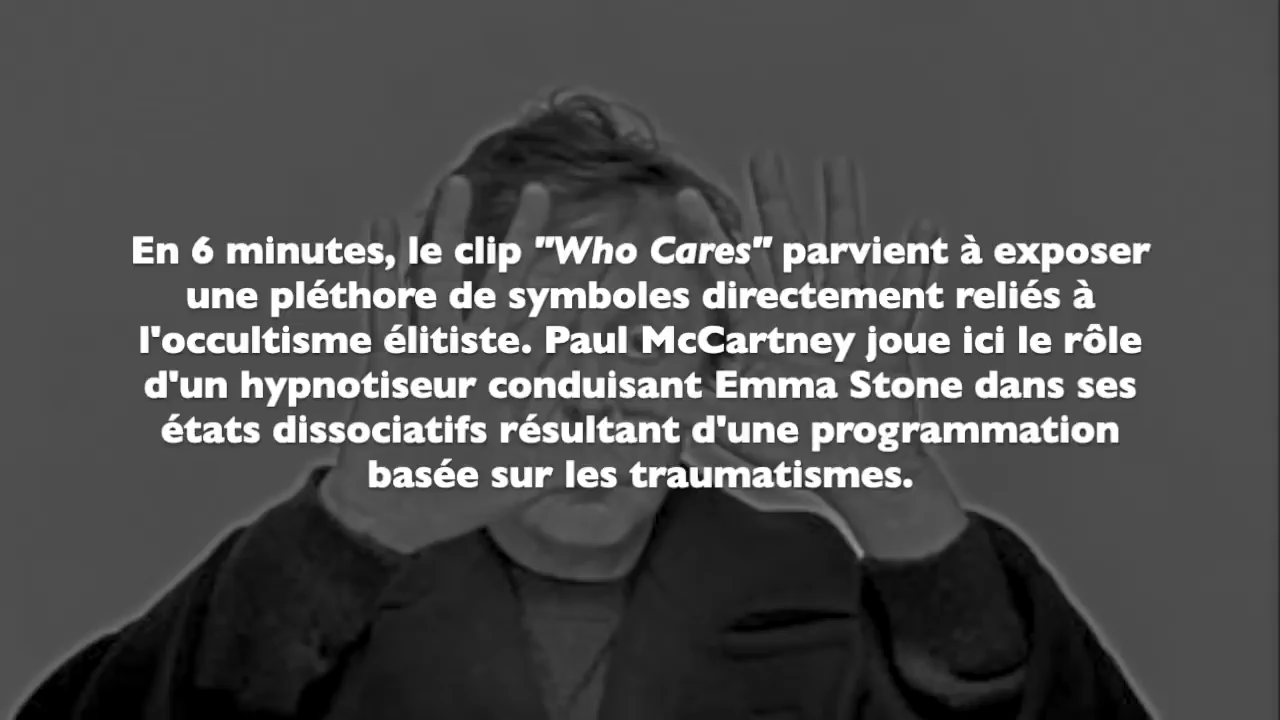 En 6 minutes, le clip "Who Cares" parvient à exposer
une pléthore de symboles directement reliés à
l'occultisme élitiste. Paul McCartney joue ici le rôle
d'un hypnotiseur conduisant Emma Stone dans ses
états dissociatifs résultant d'une programmation
basée sur les traumatismes.